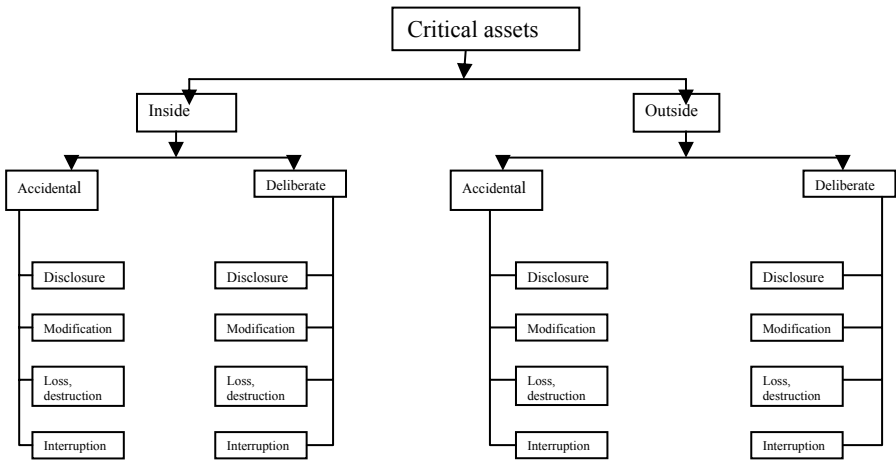 Critical assets
Inside
Outside
Accidental
Deliberate
Accidental
Deliberate
Disclosure
Disclosure
Disclosure
Disclosure
Modification
Modification
Modification
Modification
Loss,
destruction
Loss,
destruction
Loss,
destruction
Loss,
destruction
Interruption
Interruption
Interruption
Interruption